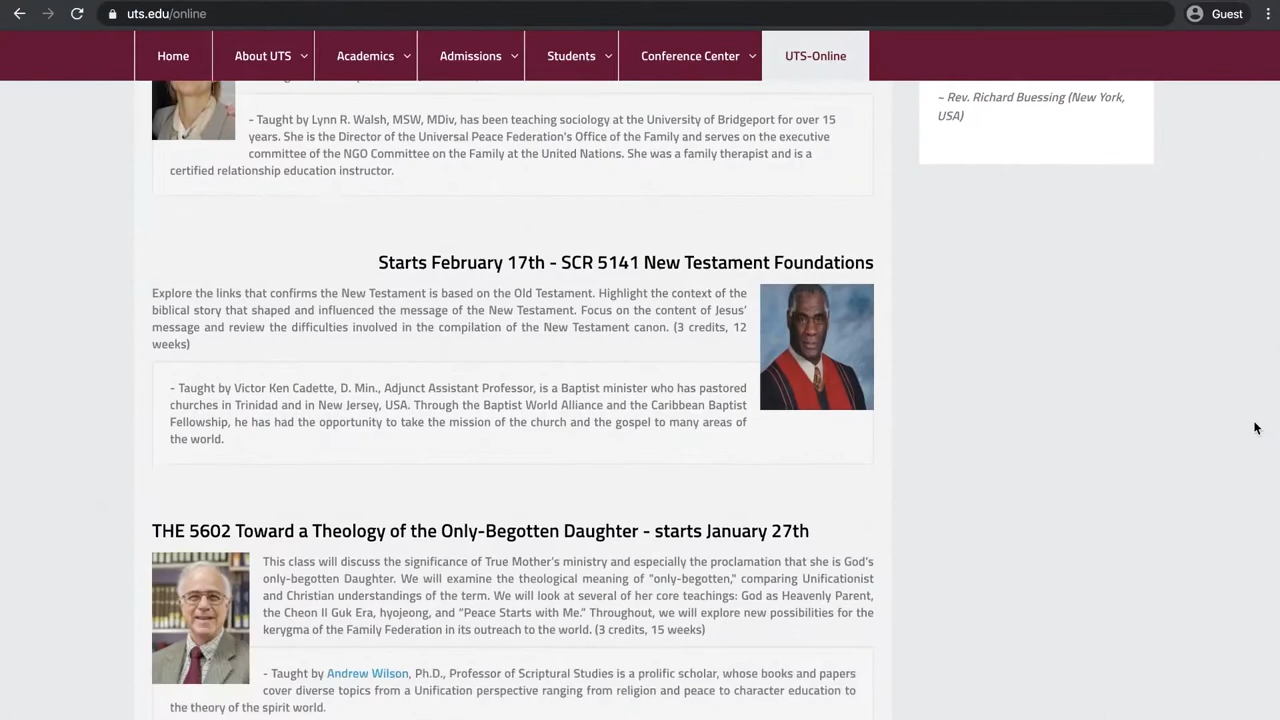 uts.edu/online
Guest
Home
About UTS
Academics
Admissions
Students
Conference Center
UTS-Online
~ Rev. Richard Buessing (New York,
USA)
- Taught by Lynn R. Walsh, MSW, MDiv, has been teaching sociology at the University of Bridgeport for over 15
years. She is the Director of the Universal Peace Federation's Office of the Family and serves on the executive
committee of the NGO Committee on the Family at the United Nations. She was a family therapist and is a
certified relationship education instructor.
Starts February 17th - SCR 5141 New Testament Foundations
Explore the links that confirms the New Testament is based on the Old Testament. Highlight the context of the
biblical story that shaped and influenced the message of the New Testament. Focus on the content of Jesus'
message and review the difficulties involved in the compilation of the New Testament canon. (3 credits, 12
weeks)
- Taught by Victor Ken Cadette, D. Min., Adjunct Assistant Professor, is a Baptist minister who has pastored
churches in Trinidad and in New Jersey, USA. Through the Baptist World Alliance and the Caribbean Baptist
Fellowship, he has had the opportunity to take the mission of the church and the gospel to many areas of
the world.
THE 5602 Toward a Theology of the Only-Begotten Daughter - starts January 27th
This class will discuss the significance of True Mother's ministry and especially the proclamation that she is God's
only-begotten Daughter. We will examine the theological meaning of "only-begotten," comparing Unificationist
and Christian understandings of the term. We will look at several of her core teachings: God as Heavenly Parent,
the Cheon Il Guk Era, hyojeong, and “Peace Starts with Me.” Throughout, we will explore new possibilities for the
kerygma of the Family Federation in its outreach to the world. (3 credits, 15 weeks)
- Taught by Andrew Wilson, Ph.D., Professor of Scriptural Studies is a prolific scholar, whose books and papers
cover diverse topics from a Unification perspective ranging from religion and peace to character education to
the theory of the spirit world.